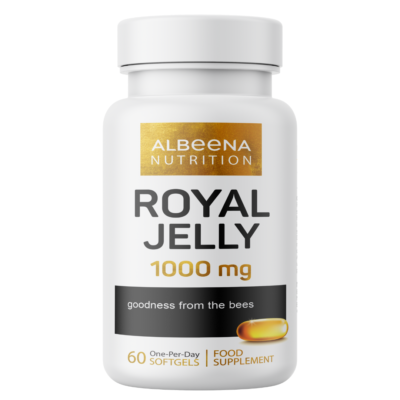 ALBEENA
NUTRITION
ROYAL
JELLY
1000 mg
goodness from the bees
60 One-Per-Day SOFTGELS | FOOD SUPPLEMENT